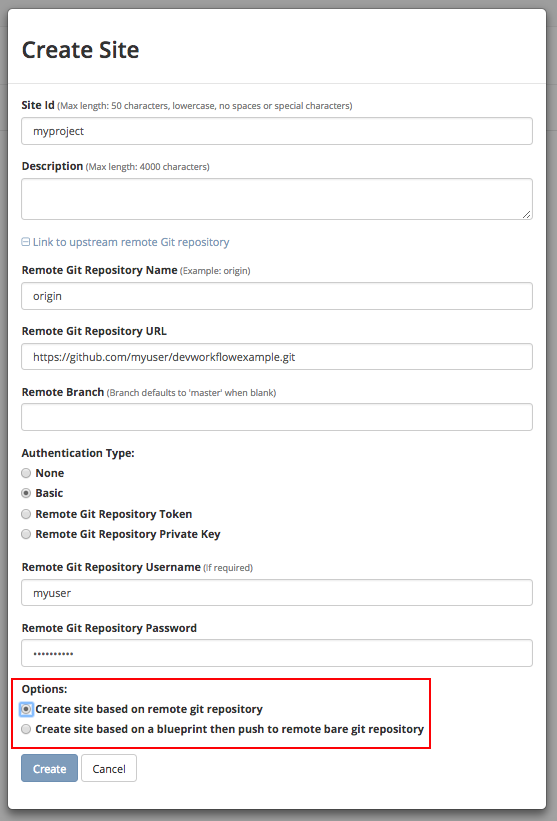 Create Site
Site Id (Max length: 50 characters, lowercase, no spaces or special characters)
myproject
Description (Max length: 4000 characters)
Link to upstream remote Git repository
Remote Git Repository Name (Example: origin)
origin
Remote Git Repository URL
https://github.com/myuser/devworkflowexample.git
Remote Branch (Branch defaults to 'master' when blank)
Authentication Type:
None
Basic
Remote Git Repository Token
Remote Git Repository Private Key
Remote Git Repository Username (if required)
myuser
Remote Git Repository Password
••••••••••
Options:
Create site based on remote git repository
Create site based on a blueprint then push to remote bare git repository
Create Cancel